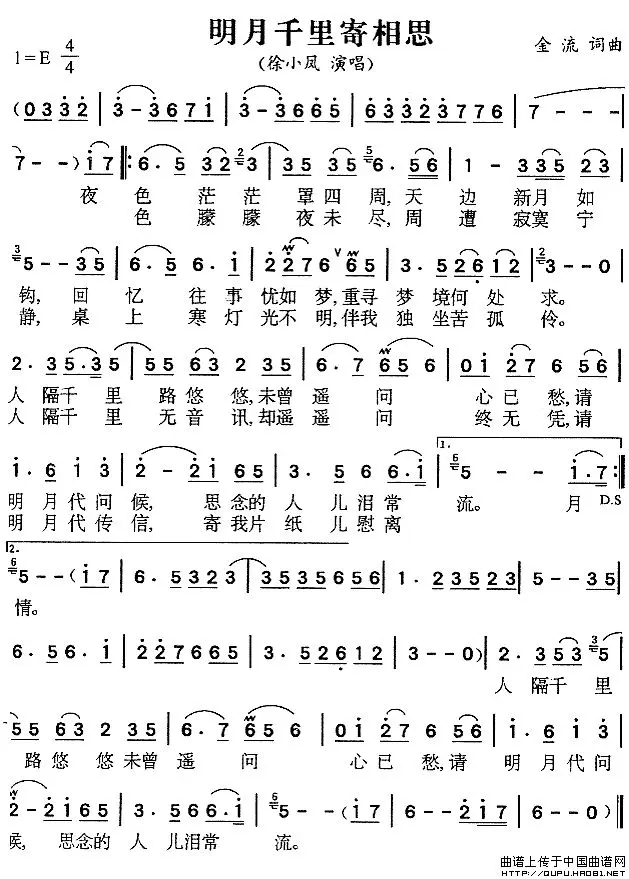 明月千里寄相思
1=E 4/4
金流 词曲
(徐小凤 演唱)
(0 3 3 2 | 3 - 3 6 7 1 | 3 - 3 6 6 5 | 6 3 3 2 3 7 7 6 | 7 - - -
7 - - ) 1 7 |: 6 . 5 3 2 2 3 | 3 5 5 3 5 6 . 5 6 | 1 - 3 3 5 2 3 |
夜 色 茫 茫 罩 四 周, 天 边 新月 如
色 朦 朦 夜 未 尽, 周 遭 寂寞 宁
3 5 - - 3 5 | 6 . 5 6 . 1 | 2 2 7 6 v 6 5 | 3 . 5 2 6 1 2 | 2 3 - - 0 |
钩, 回 忆 往 事 恍如 梦, 重寻 梦 境何 处 求。
静, 桌 上 寒 灯 光不 明, 伴我 独 坐苦 孤 伶。
2 . 3 5 . 3 5 | 5 5 6 3 2 3 5 | 6 . 7 6 5 6 | 0 1 2 7 6 5 6 |
人 隔千 里 路 悠 悠, 未曾 遥 问 心 已 愁, 请
人 隔千 里 无 音 讯, 却遥 遥 问 终 无 凭, 请
1 . 6 1 3 | 2 - 2 1 6 5 | 3 . 5 6 6 . 1 | 1. 6 5 - - 1 . 7 :|
明 月 代 问 候, 思 念的 人 儿 泪常 流。 月 D.S
明 月 代 传 信, 寄 我片 纸 儿 慰 离
2. 6 5 - - ( 1 7 | 6 . 5 3 2 3 | 3 5 3 5 6 5 6 | 1 . 2 3 5 2 3 | 5 - - 3 5 |
情。
6 . 5 6 . 1 | 2 2 7 6 6 5 | 3 . 5 2 6 1 2 | 3 - - 0 ) | 2 . 3 5 3 3 5 |
人 隔千 里
5 5 6 3 2 3 5 | 6 . 7 6 5 6 | 0 1 2 7 6 5 6 | 1 . 6 1 3 |
路 悠 悠 未曾 遥 问 心 已 愁, 请 明 月 代 问
2 - 2 1 6 5 | 3 . 5 6 6 . 1 | 6 5 - - ( 1 7 | 6 - - 2 1 7 | 6 - - 0 ) ‖
候, 思 念的 人 儿泪常 流。
曲谱上传于中国曲谱网
HTTP://QUPU.HAO81.NET